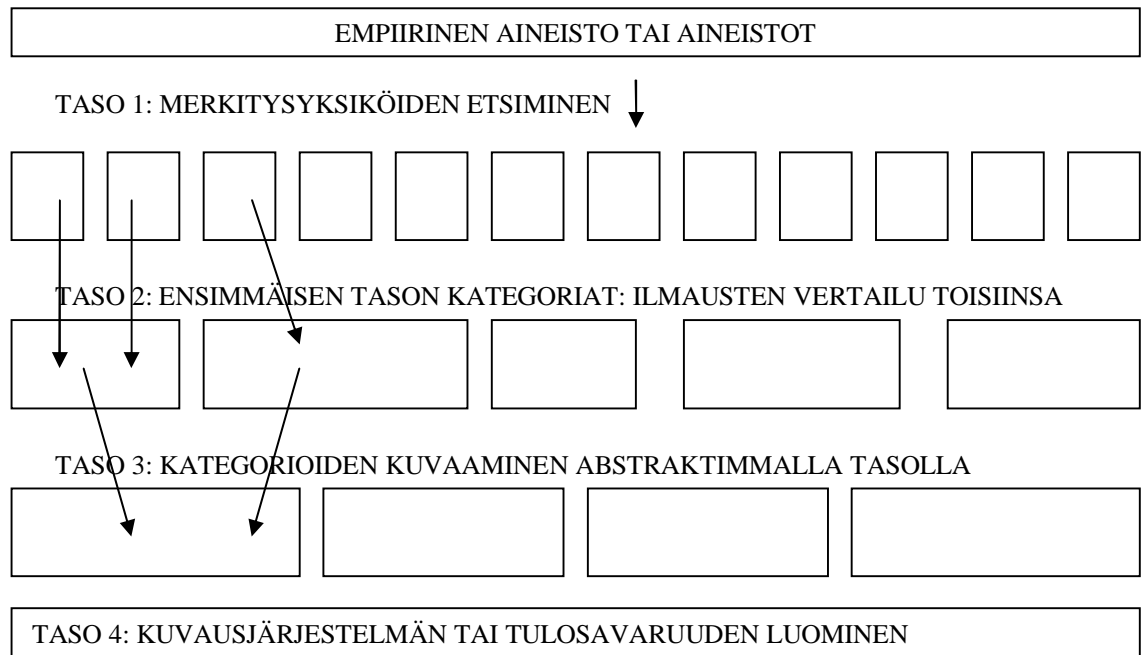 EMPIIRINEN AINEISTO TAI AINEISTOT
TASO 1: MERKITYSYKSIKÖIDEN ETSIMINEN
TASO 2: ENSIMMÄISEN TASON KATEGORIAT: ILMAUSTEN VERTAILU TOISIINSA
TASO 3: KATEGORIOIDEN KUVAAMINEN ABSTRAKTIMMALLA TASOLLA
TASO 4: KUVAUSJÄRJESTELMÄN TAI TULOSAVARUUDEN LUOMINEN